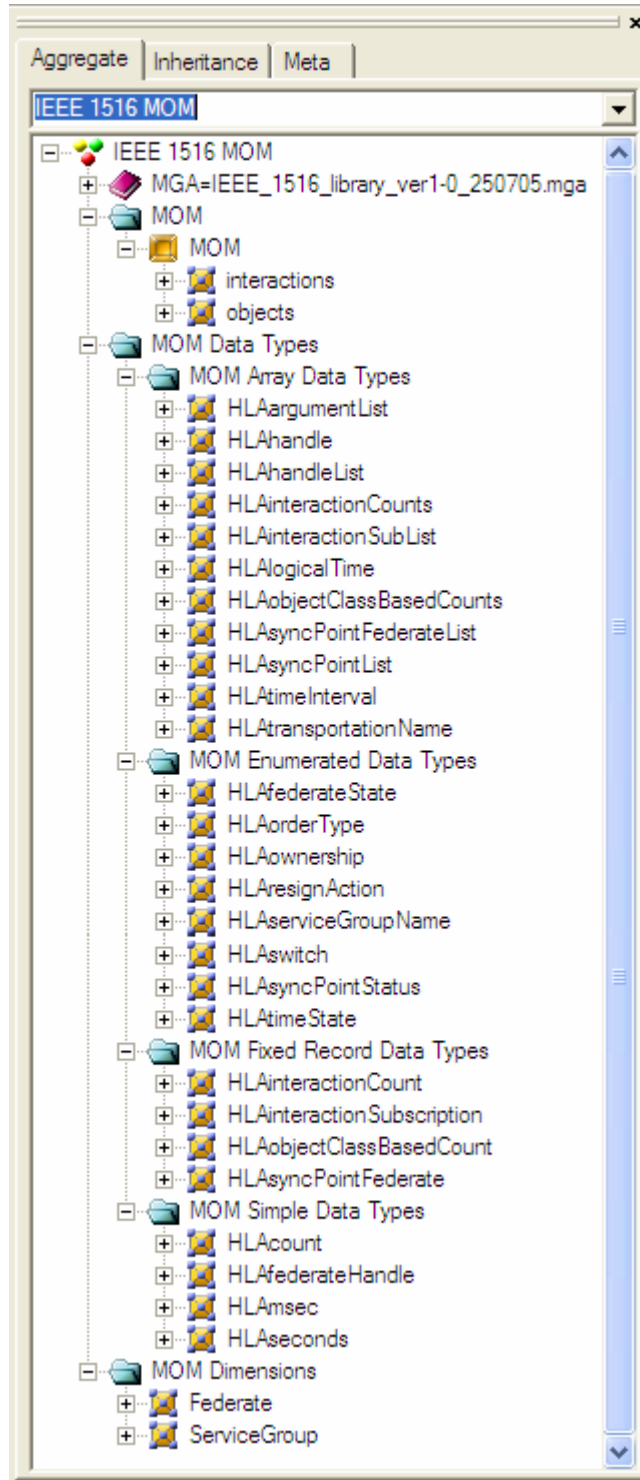 Aggregate Inheritance Meta
IEEE 1516 MOM
IEEE 1516 MOM
MGA=IEEE_1516_library_ver1-0_250705.mga
MOM
MOM
interactions
objects
MOM Data Types
MOM Array Data Types
HLAargumentList
HLAhandle
HLAhandleList
HLAinteractionCounts
HLAinteractionSubList
HLAlogicalTime
HLAobjectClassBasedCounts
HLAsyncPointFederateList
HLAsyncPointList
HLAtimeInterval
HLAtransportationName
MOM Enumerated Data Types
HLAfederateState
HLAorderType
HLAownership
HLAresignAction
HLAserviceGroupName
HLAswitch
HLAsyncPointStatus
HLAtimeState
MOM Fixed Record Data Types
HLAinteractionCount
HLAinteractionSubscription
HLAobjectClassBasedCount
HLAsyncPointFederate
MOM Simple Data Types
HLAcount
HLAfederateHandle
HLAmsec
HLAseconds
MOM Dimensions
Federate
ServiceGroup